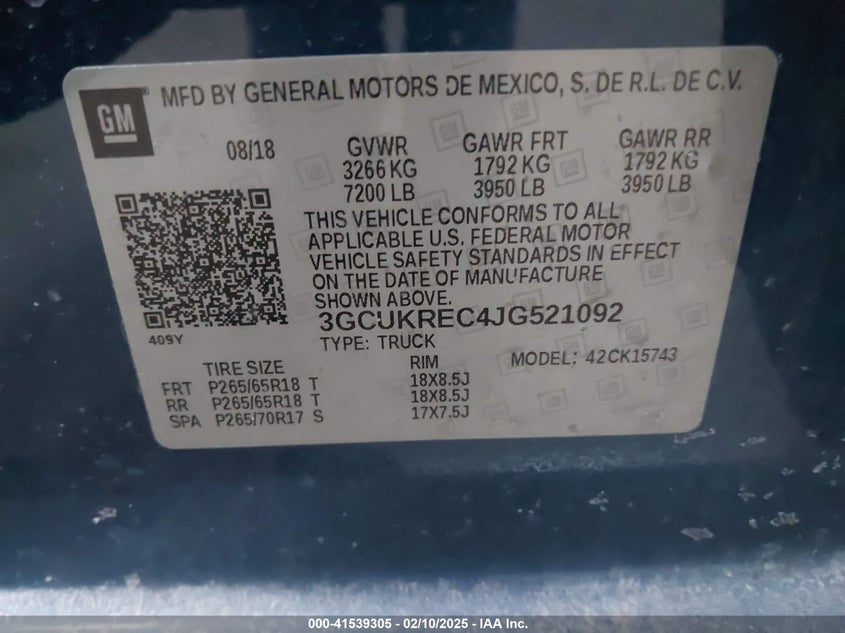 GM ® MFD BY GENERAL MOTORS DE MEXICO, S. DE R.L. DE C.V.
08/18 GVWR GAWR FRT GAWR RR
3266 KG 1792 KG 1792 KG
7200 LB 3950 LB 3950 LB
THIS VEHICLE CONFORMS TO ALL
APPLICABLE U.S. FEDERAL MOTOR
VEHICLE SAFETY STANDARDS IN EFFECT
ON THE DATE OF MANUFACTURE
SHOWN ABOVE.
3GCUKREC4JG521092
409Y
TYPE: TRUCK MODEL: 42CK15743
TIRE SIZE RIM
FRT P265/65R18 T 18X8.5J
RR P265/65R18 T 18X8.5J
SPA P265/70R17 S 17X7.5J
000-41539305 - 02/10/2025 - IAA Inc.